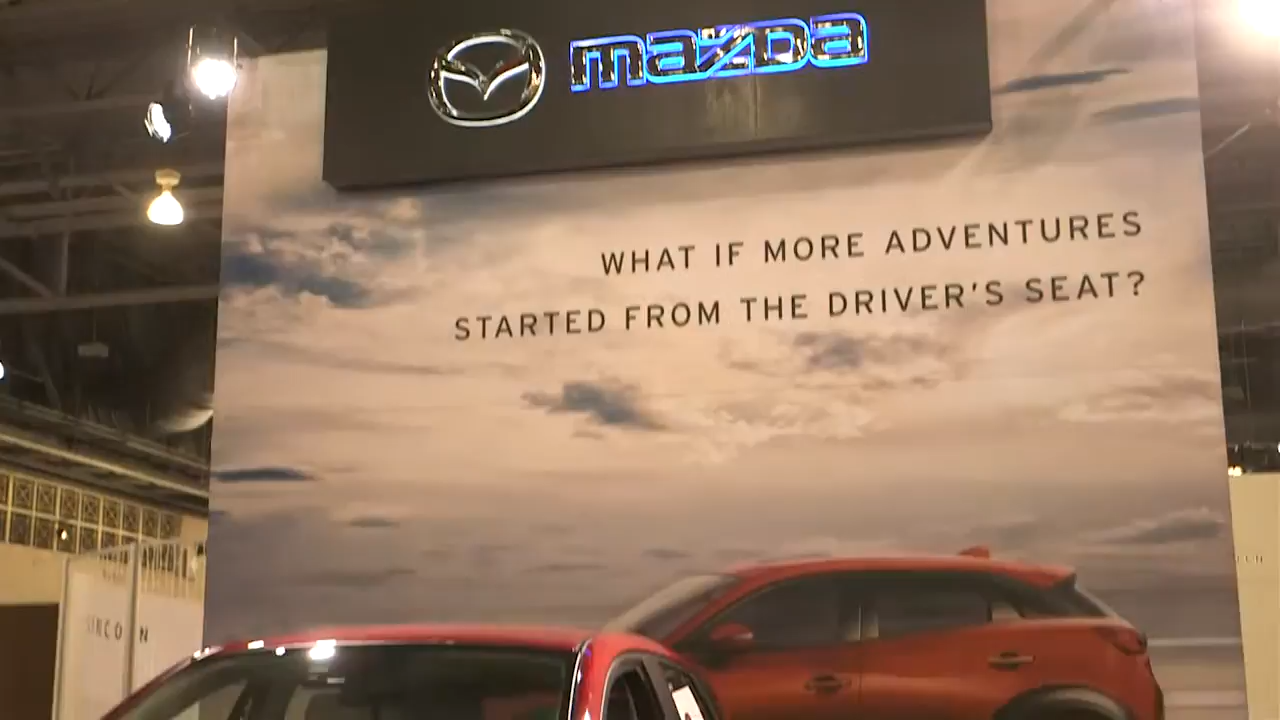 mazda
WHAT IF MORE ADVENTURES
STARTED FROM THE DRIVER'S SEAT?